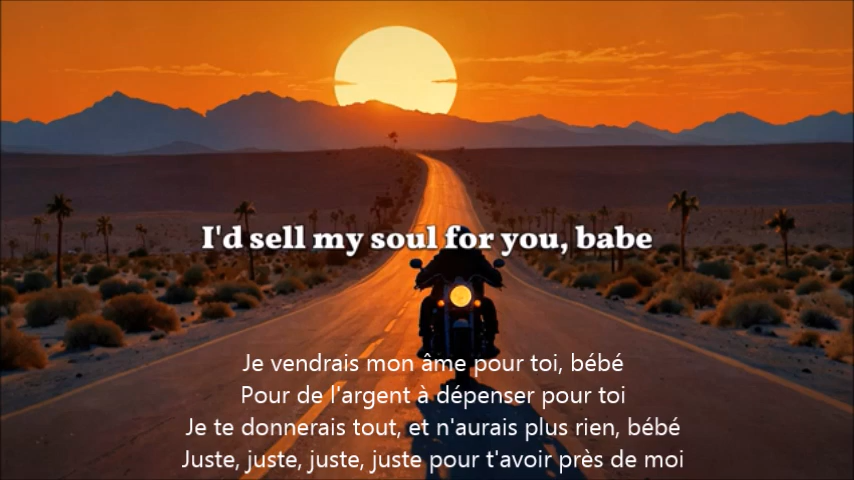 I'd sell my soul for you, babe
Je vendrais mon âme pour toi, bébé
Pour de l'argent à dépenser pour toi
Je te donnerais tout, et n'aurais plus rien, bébé
Juste, juste, juste, juste pour t'avoir près de moi